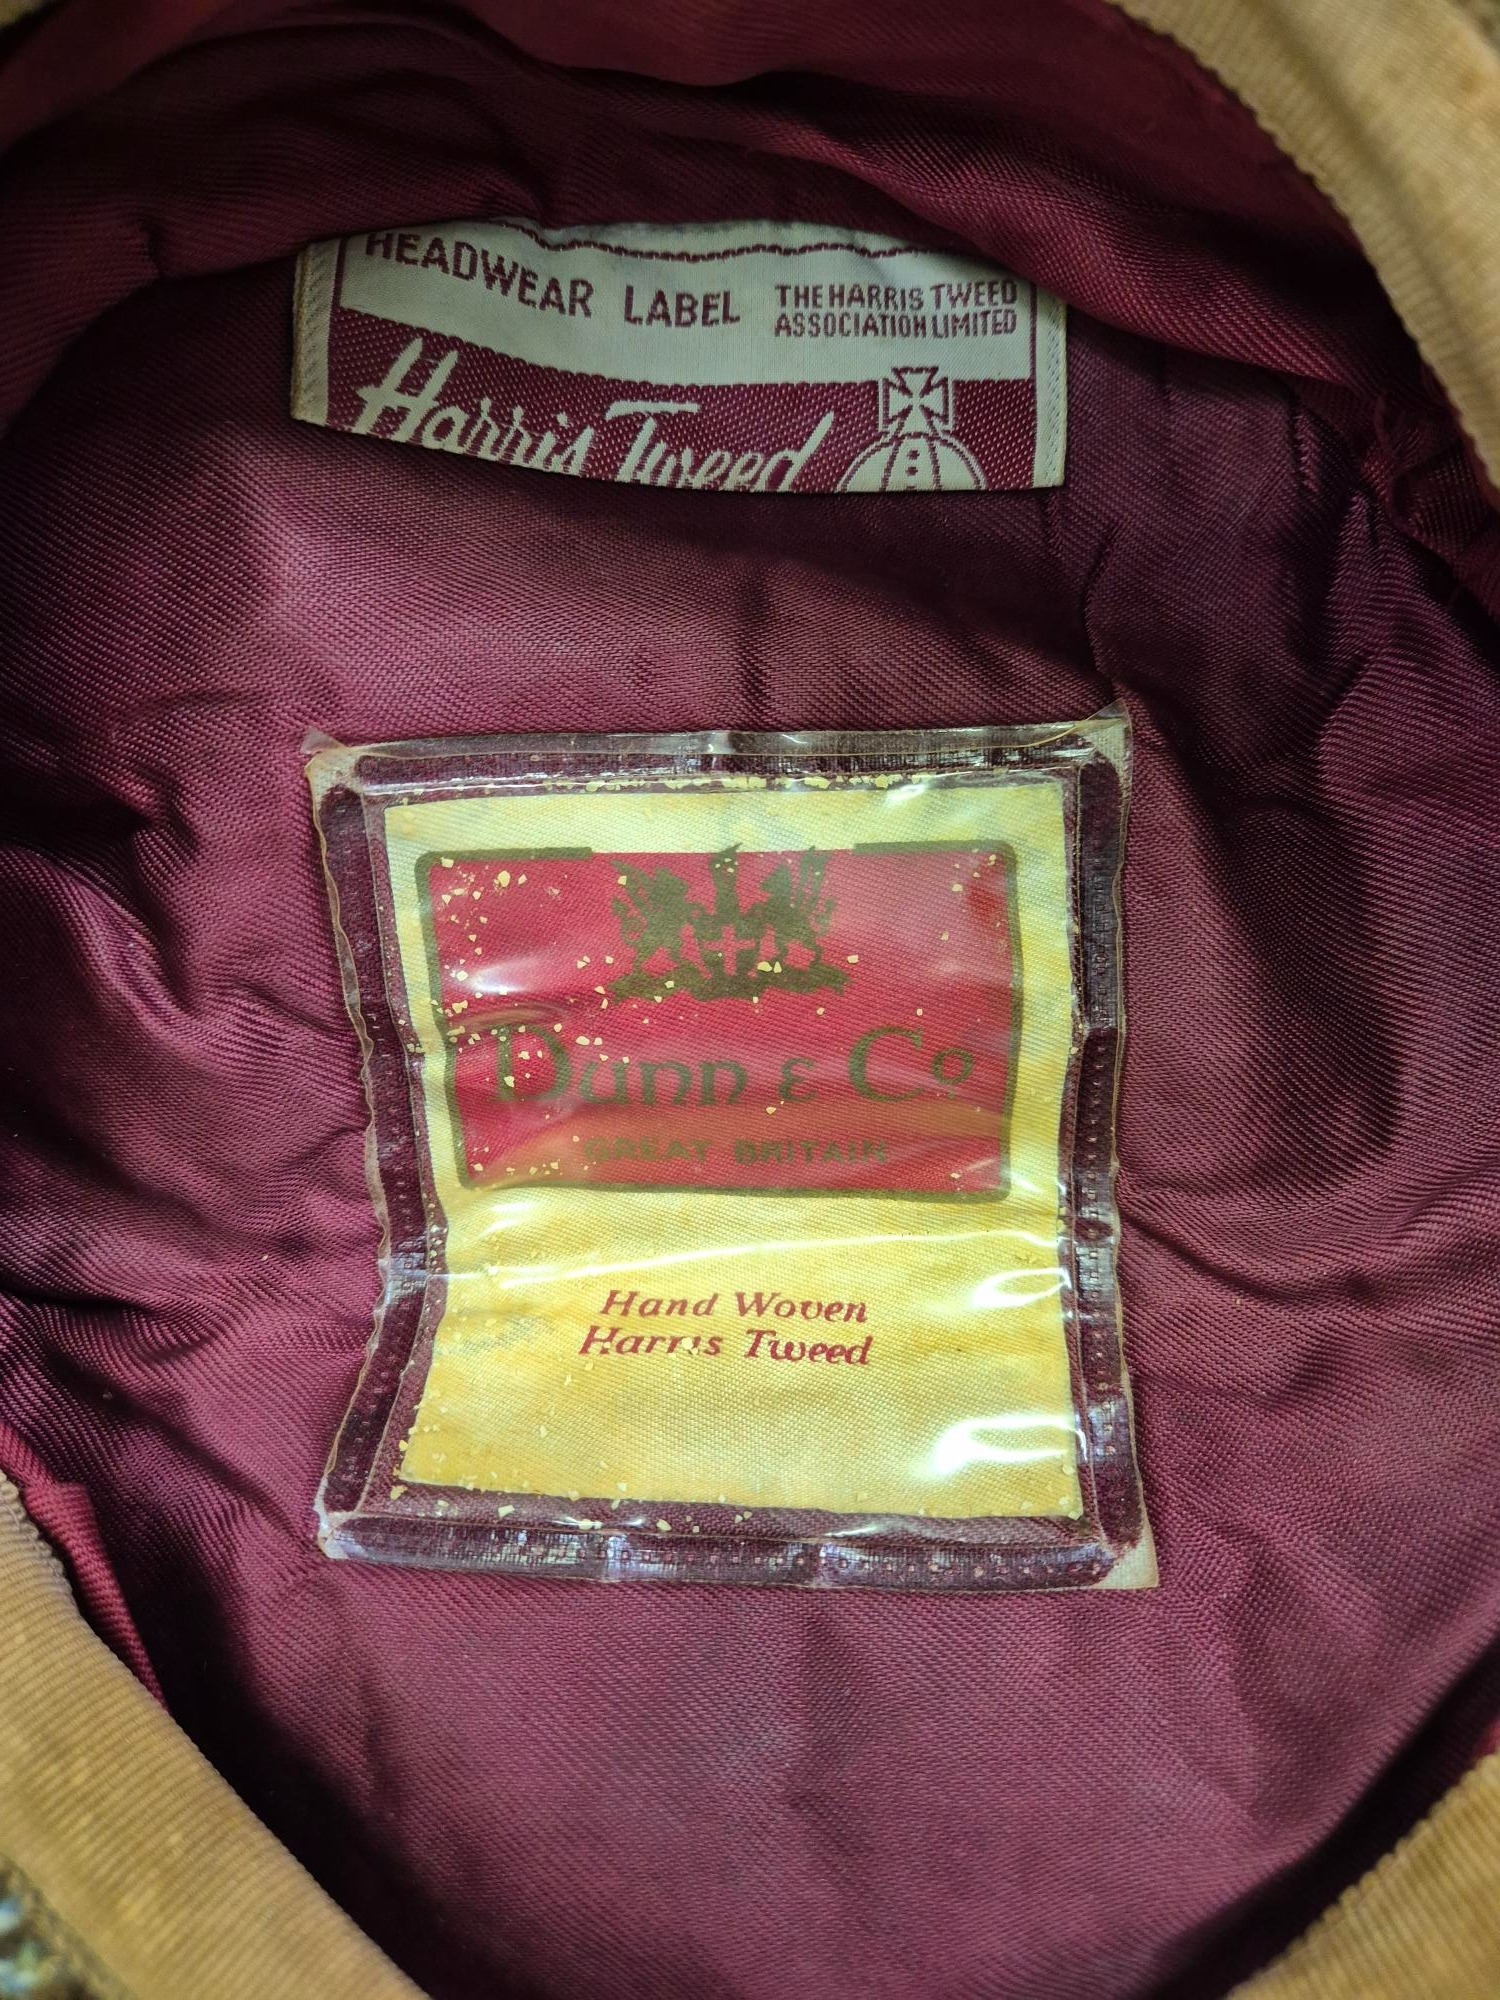 HEADWEAR LABEL
THE HARRIS TWEED
ASSOCIATION LIMITED
Harris Tweed
Dunn & Co
GREAT BRITAIN
Hand Woven
Harris Tweed